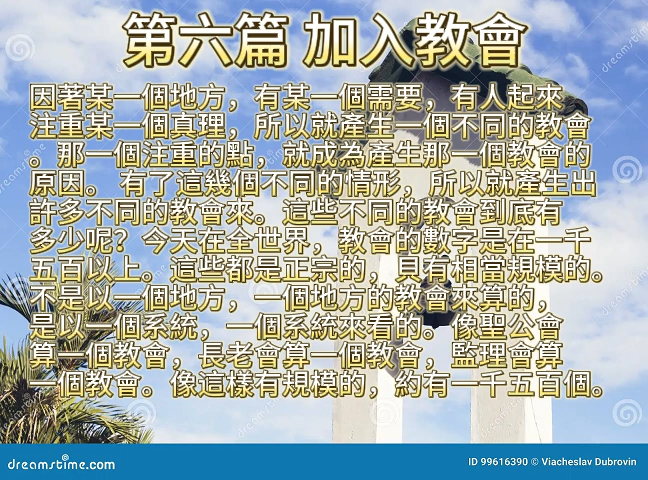 第六篇 加入教會
因著某一個地方，有某一個需要，有人起來
注重某一個真理，所以就產生一個不同的教會
。那一個注重的點，就成為產生那一個教會的
原因。 有了這幾個不同的情形，所以就產生出
許多不同的教會來。這些不同的教會到底有
多少呢？今天在全世界，教會的數字是在一千
五百以上。這些都是正宗的，具有相當規模的。
不是以一個地方，一個地方的教會來算的，
是以一個系統，一個系統來看的。像聖公會
算一個教會，長老會算一個教會，監理會算
一個教會。像這樣有規模的，約有一千五百個。
dreamstime.com
ID 99616390 © Viacheslav Dubrovin